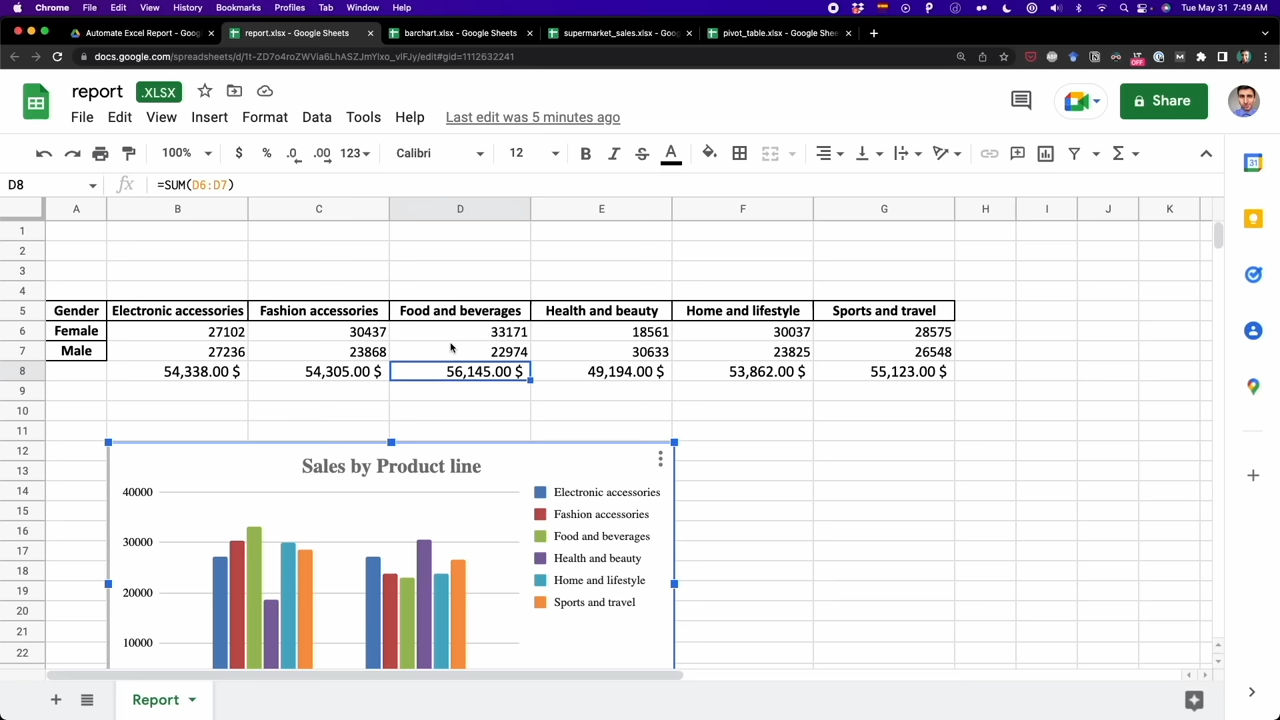 Chrome File Edit View History Bookmarks Profiles Tab Window Help Tue May 31 7:49 AM
Automate Excel Report - Goog × report.xlsx - Google Sheets × barchart.xlsx - Google Sheets × supermarket_sales.xlsx - Goog × pivot_table.xlsx - Google Shee × +
docs.google.com/spreadsheets/d/1t-ZD7o4roZWVia6LhASZJmYlxo_vlFJy/edit#gid=1112632241
report .XLSX
Share
File Edit View Insert Format Data Tools Help Last edit was 5 minutes ago
100% $ % .0 .00 123 Calibri 12 B I S A Σ
D8 fx =SUM(D6:D7)
A B C D E F G H I J K
1
2
3
4
5 Gender Electronic accessories Fashion accessories Food and beverages Health and beauty Home and lifestyle Sports and travel
6 Female 27102 30437 33171 18561 30037 28575
7 Male 27236 23868 22974 30633 23825 26548
8 54,338.00 $ 54,305.00 $ 56,145.00 $ 49,194.00 $ 53,862.00 $ 55,123.00 $
9
10
11
12
13
14
15
16
17
18
19
20
21
22
Sales by Product line
40000
30000
20000
10000
Electronic accessories
Fashion accessories
Food and beverages
Health and beauty
Home and lifestyle
Sports and travel
+ Report